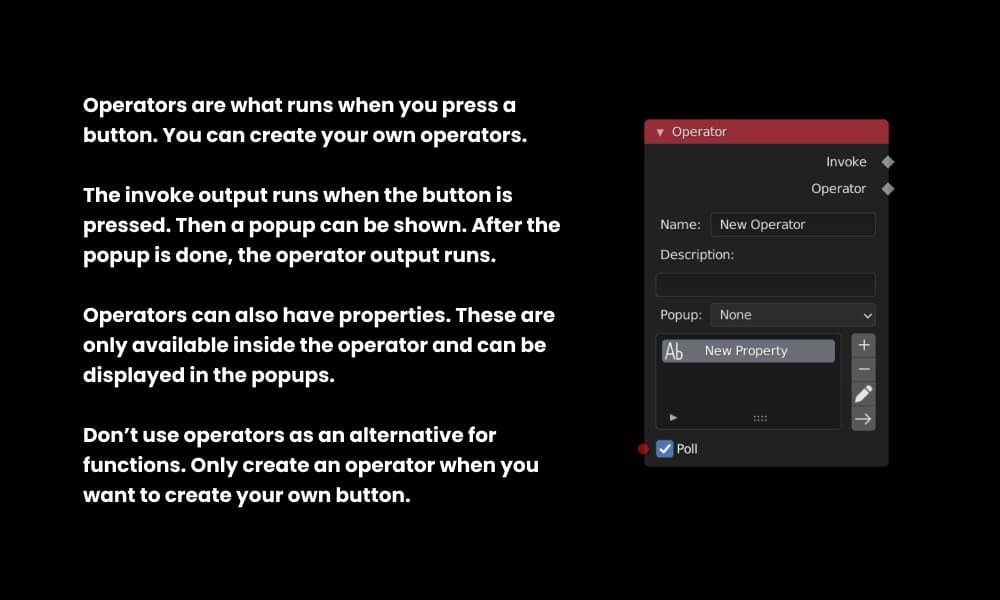 Operators are what runs when you press a
button. You can create your own operators.
The invoke output runs when the button is
pressed. Then a popup can be shown. After the
popup is done, the operator output runs.
Operators can also have properties. These are
only available inside the operator and can be
displayed in the popups.
Don’t use operators as an alternative for
functions. Only create an operator when you
want to create your own button.
Operator
Invoke
Operator
Name: New Operator
Description:
Popup: None
Ab New Property
Poll